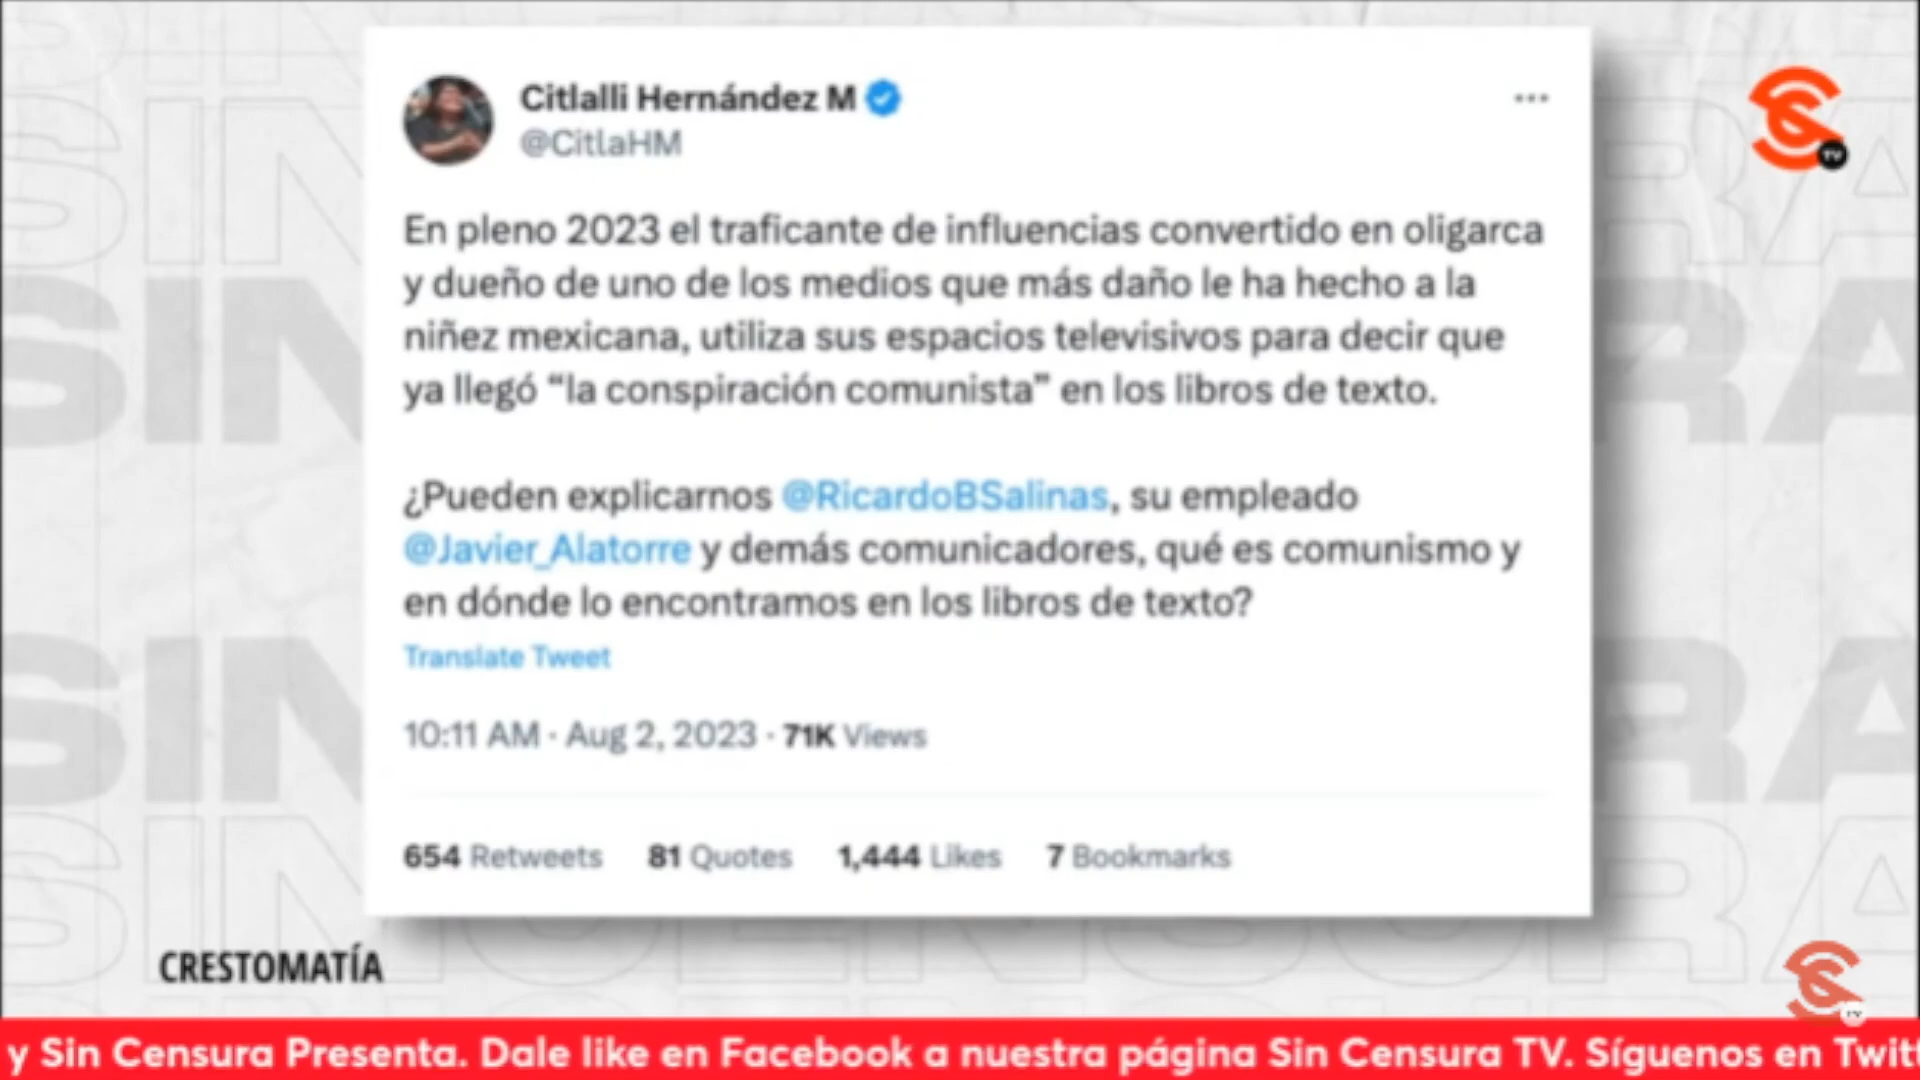 Citlalli Hernández M
@CitlaHM
En pleno 2023 el traficante de influencias convertido en oligarca
y dueño de uno de los medios que más daño le ha hecho a la
niñez mexicana, utiliza sus espacios televisivos para decir que
ya llegó “la conspiración comunista” en los libros de texto.
¿Pueden explicarnos @RicardoBSalinas, su empleado
@Javier_Alatorre y demás comunicadores, qué es comunismo y
en dónde lo encontramos en los libros de texto?
Translate Tweet
10:11 AM · Aug 2, 2023 · 71K Views
654 Retweets 81 Quotes 1,444 Likes 7 Bookmarks
TV
CRESTOMATÍA
TV
y Sin Censura Presenta. Dale like en Facebook a nuestra página Sin Censura TV. Síguenos en Twitt